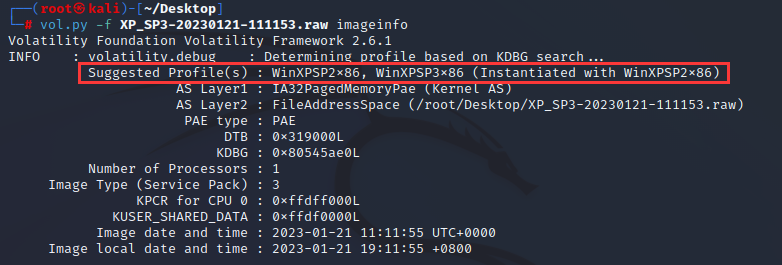 ┌──(root㉿kali)-[~/Desktop]
└─# vol.py -f XP_SP3-20230121-111153.raw imageinfo
Volatility Foundation Volatility Framework 2.6.1
INFO    : volatility.debug    : Determining profile based on KDBG search...
Suggested Profile(s) : WinXPSP2×86, WinXPSP3×86 (Instantiated with WinXPSP2×86)
AS Layer1 : IA32PagedMemoryPae (Kernel AS)
AS Layer2 : FileAddressSpace (/root/Desktop/XP_SP3-20230121-111153.raw)
PAE type : PAE
DTB : 0×319000L
KDBG : 0×80545ae0L
Number of Processors : 1
Image Type (Service Pack) : 3
KPCR for CPU 0 : 0×ffdff000L
KUSER_SHARED_DATA : 0×ffdf0000L
Image date and time : 2023-01-21 11:11:55 UTC+0000
Image local date and time : 2023-01-21 19:11:55 +0800